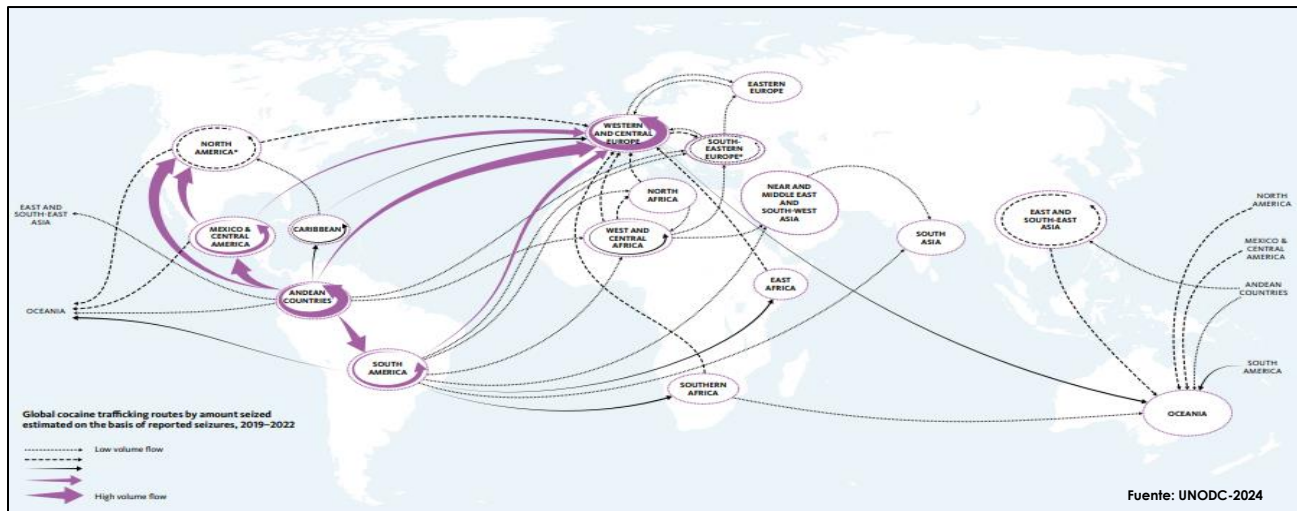 EASTERN
EUROPE
WESTERN
AND CENTRAL
EUROPE
NORTH
AMERICA*
SOUTH-
EASTERN
EUROPE*
NORTH
AFRICA
NEAR AND
MIDDLE EAST
AND
SOUTH-WEST
ASIA
NORTH
AMERICA
EAST AND
SOUTH-EAST
ASIA
MEXICO &
CENTRAL
AMERICA
CARIBBEAN
WEST AND
CENTRAL
AFRICA
SOUTH
ASIA
EAST AND
SOUTH-EAST
ASIA
MEXICO &
CENTRAL
AMERICA
ANDEAN
COUNTRIES
EAST
AFRICA
ANDEAN
COUNTRIES
OCEANIA
SOUTH
AMERICA
SOUTHERN
AFRICA
SOUTH
AMERICA
OCEANIA
Global cocaine trafficking routes by amount seized
estimated on the basis of reported seizures, 2019–2022
Low volume flow
High volume flow
Fuente: UNODC-2024